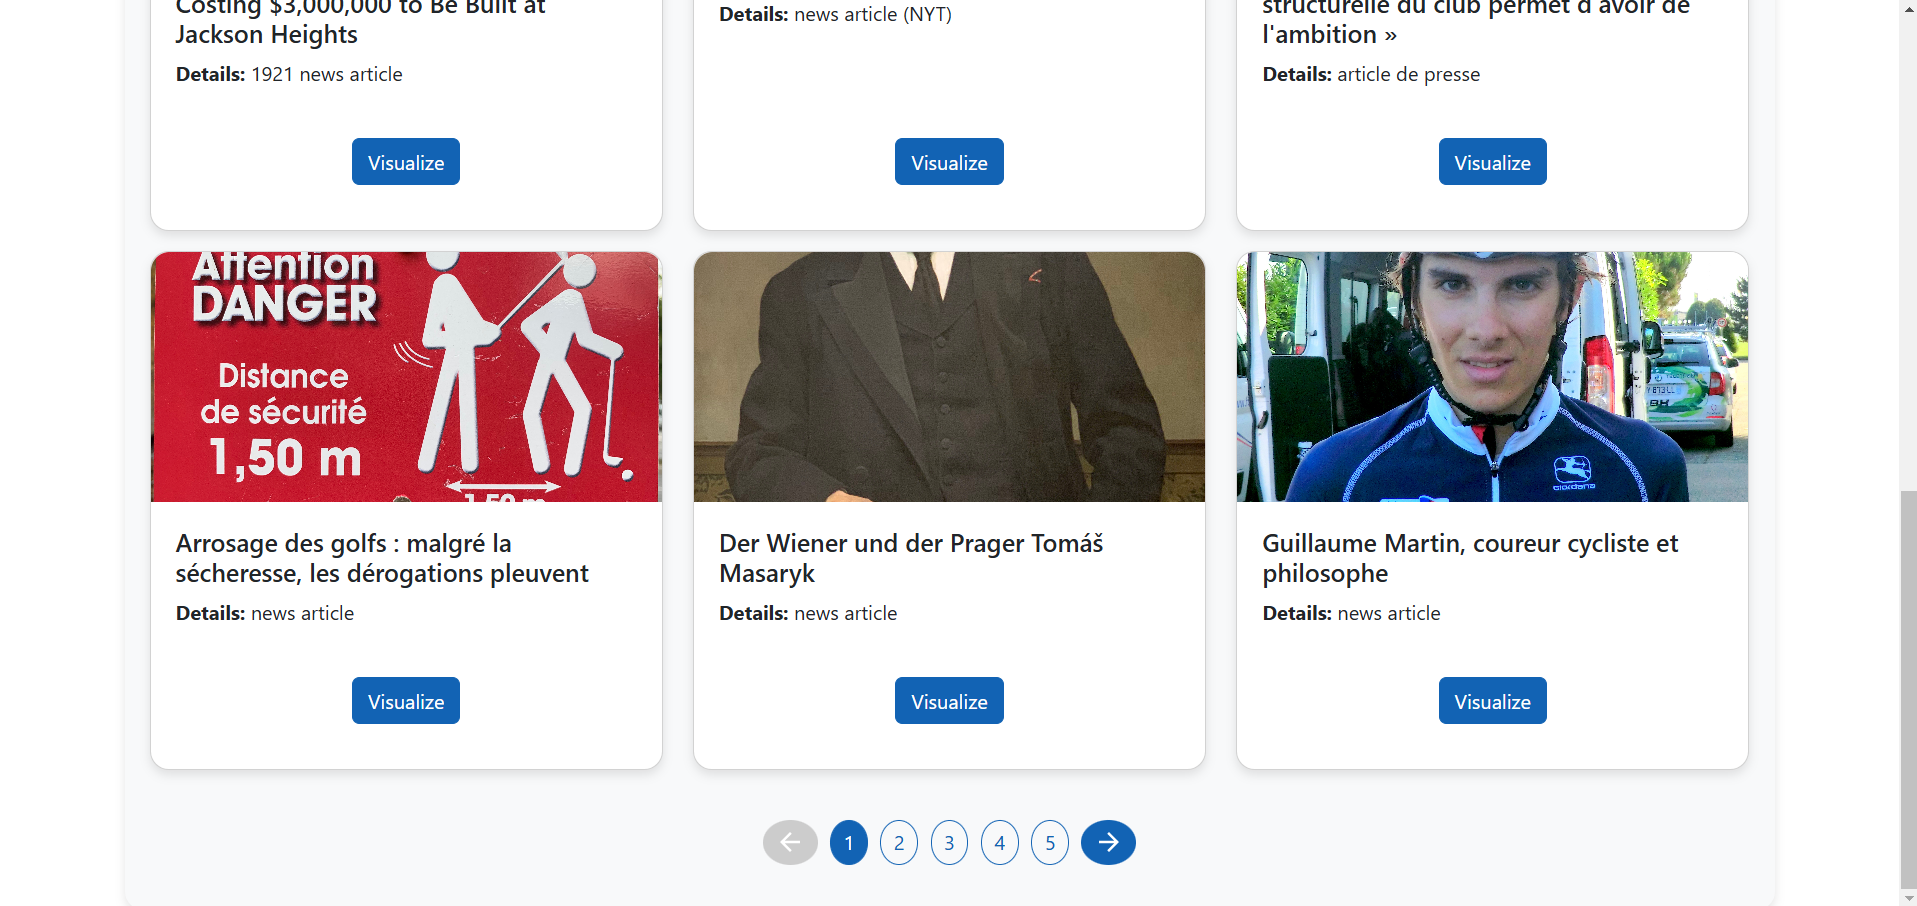 Costing $3,000,000 to Be Built at
Jackson Heights
Details: 1921 news article
Visualize
Details: news article (NYT)
Visualize
structurelle du club permet d'avoir de
l'ambition »
Details: article de presse
Visualize
Attention
DANGER
Distance
de sécurité
1,50 m
1,50 m
Arrosage des golfs : malgré la
sécheresse, les dérogations pleuvent
Details: news article
Visualize
Der Wiener und der Prager Tomáš
Masaryk
Details: news article
Visualize
GIORDANA
Guillaume Martin, coureur cycliste et
philosophe
Details: news article
Visualize
1 2 3 4 5